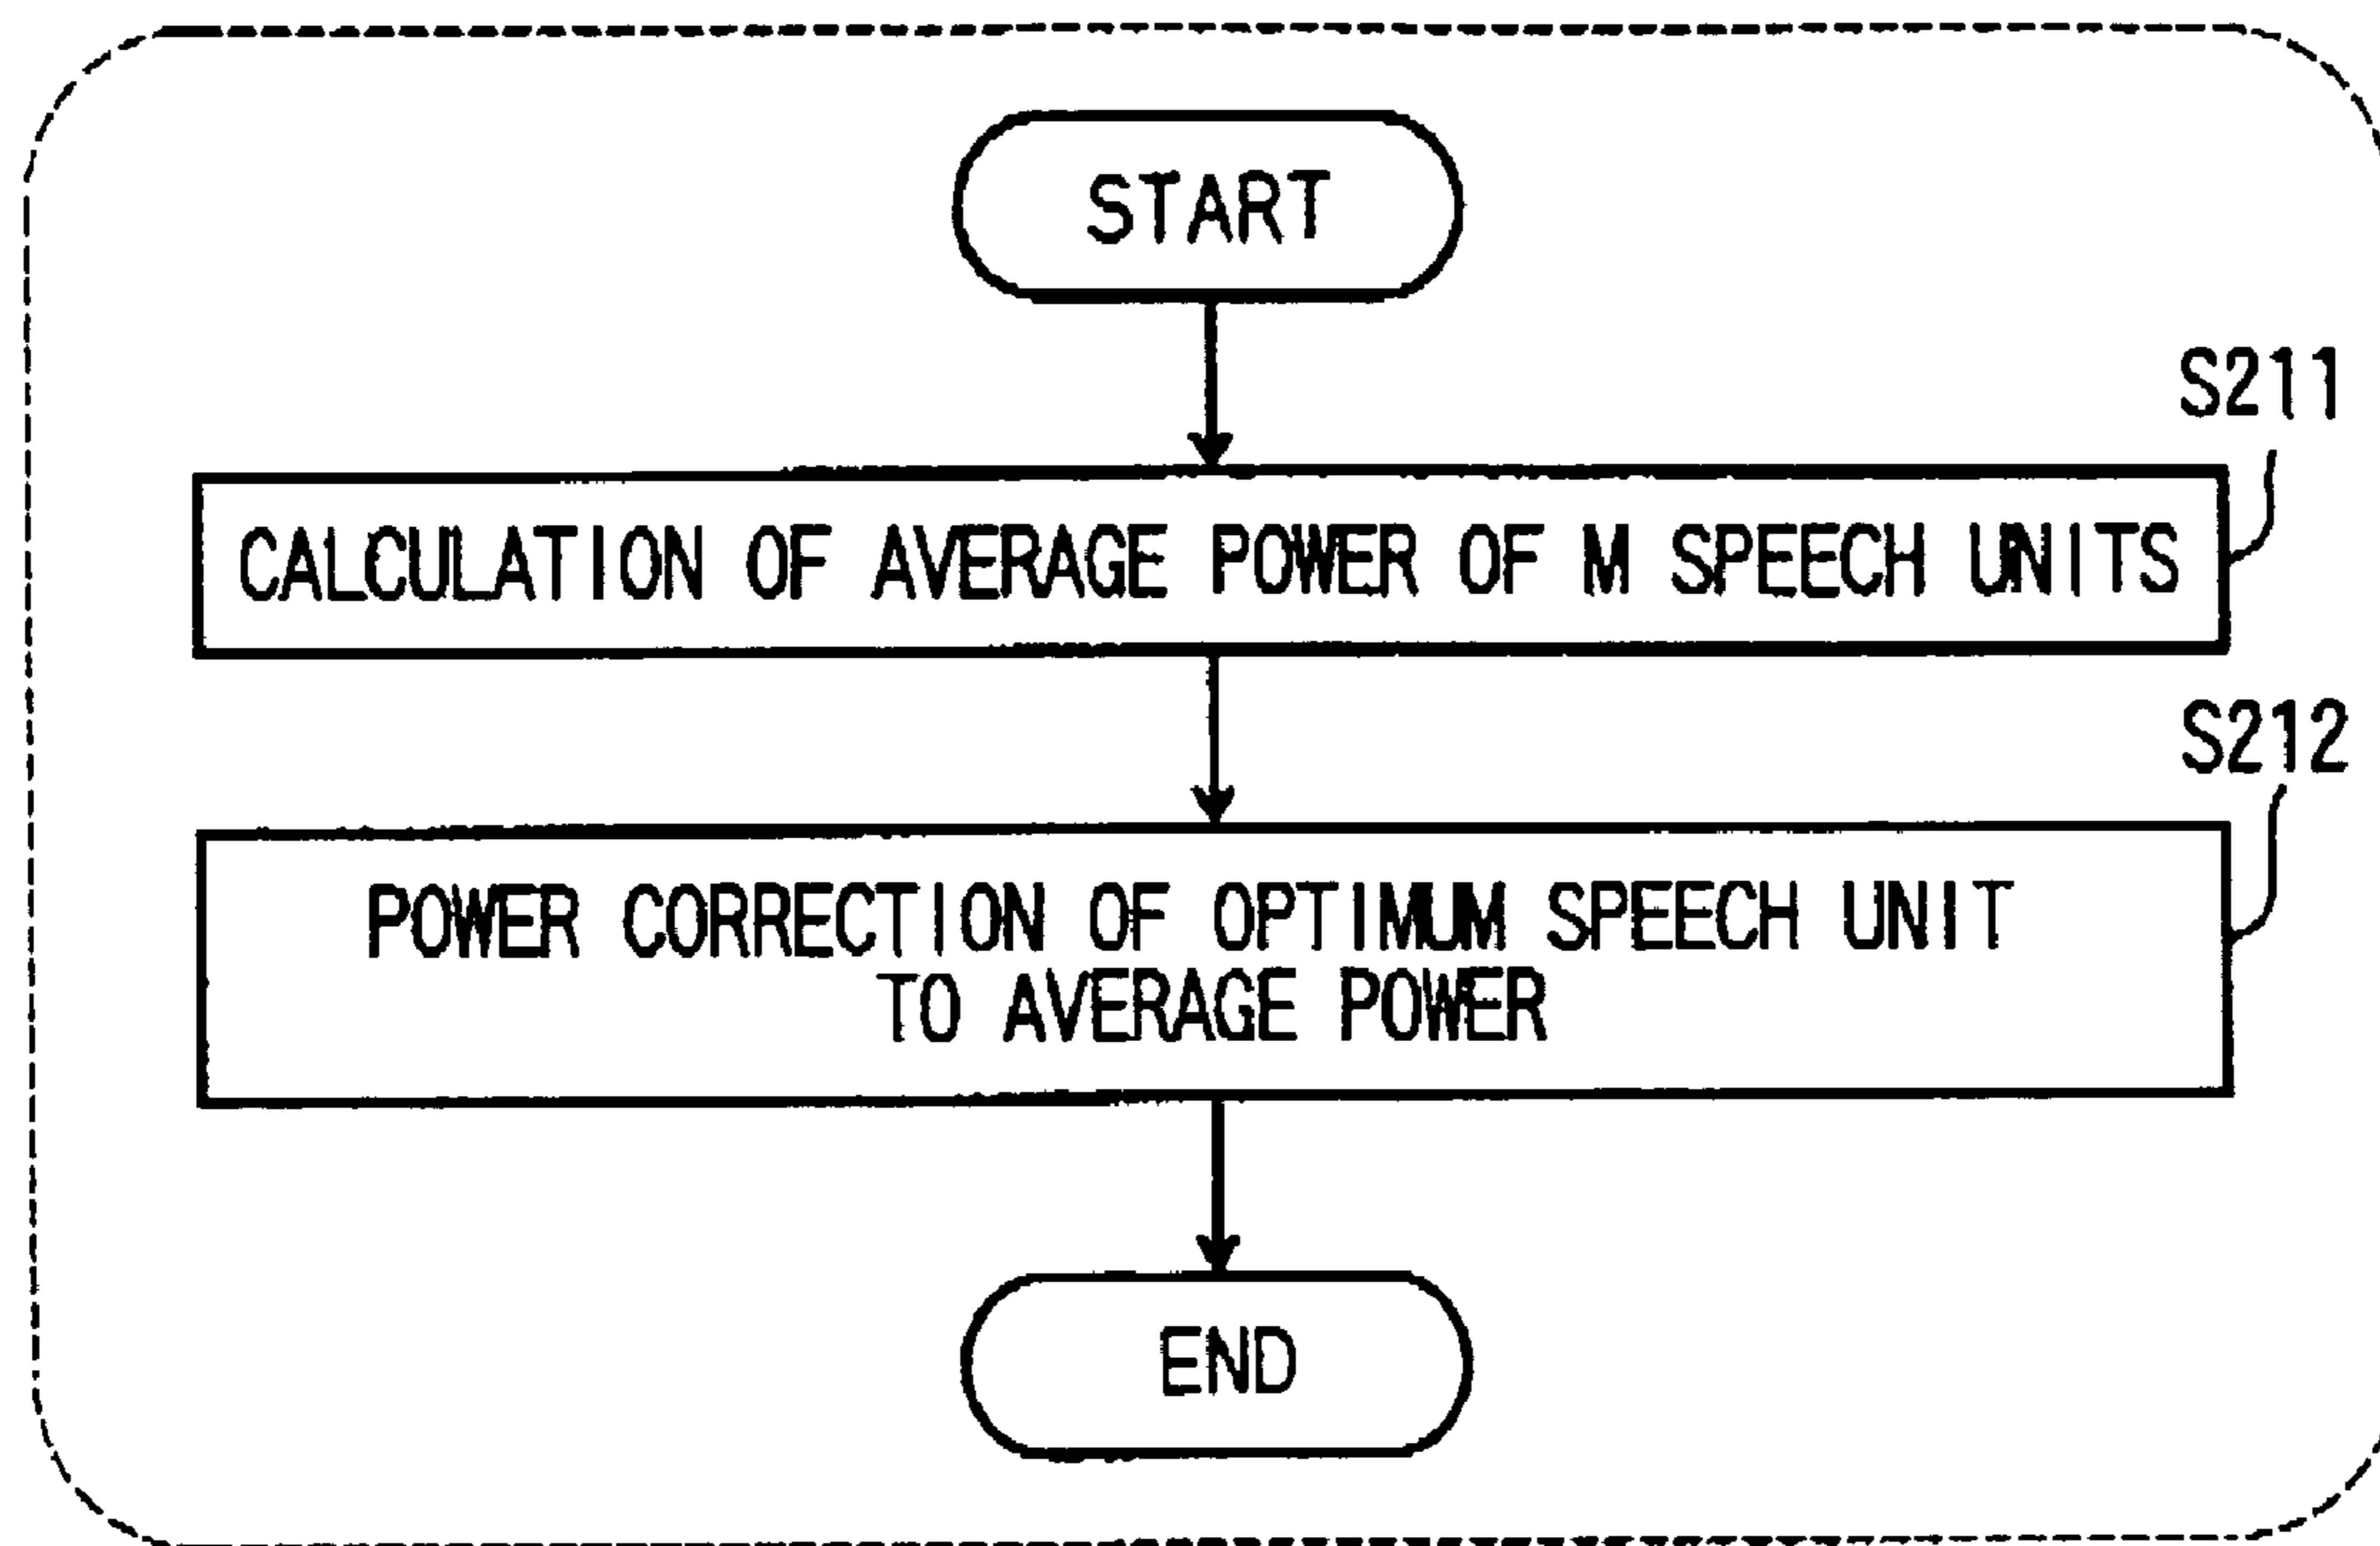 START
S211
CALCULATION OF AVERAGE POWER OF M SPEECH UNITS
S212
POWER CORRECTION OF OPTIMUM SPEECH UNIT
TO AVERAGE POWER
END